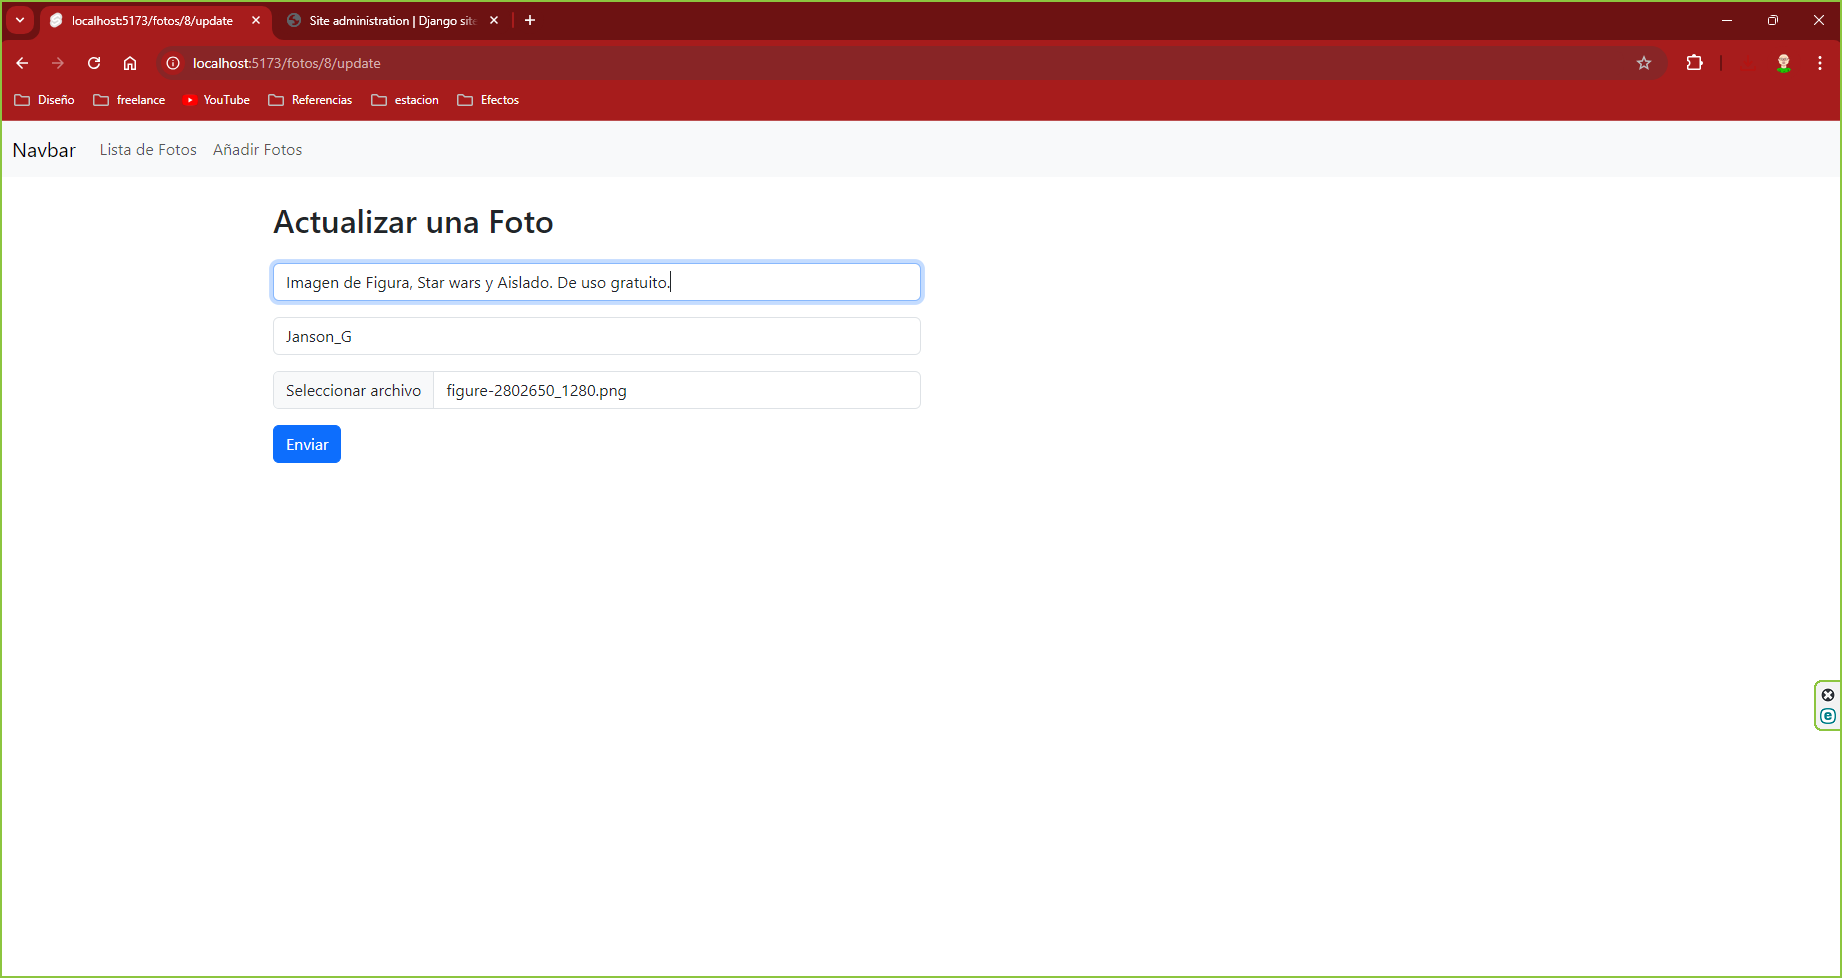 localhost:5173/fotos/8/update
Site administration | Django site
localhost:5173/fotos/8/update
Diseño
freelance
YouTube
Referencias
estacion
Efectos
Navbar
Lista de Fotos
Añadir Fotos
Actualizar una Foto
Imagen de Figura, Star wars y Aislado. De uso gratuito.
Janson_G
Seleccionar archivo
figure-2802650_1280.png
Enviar